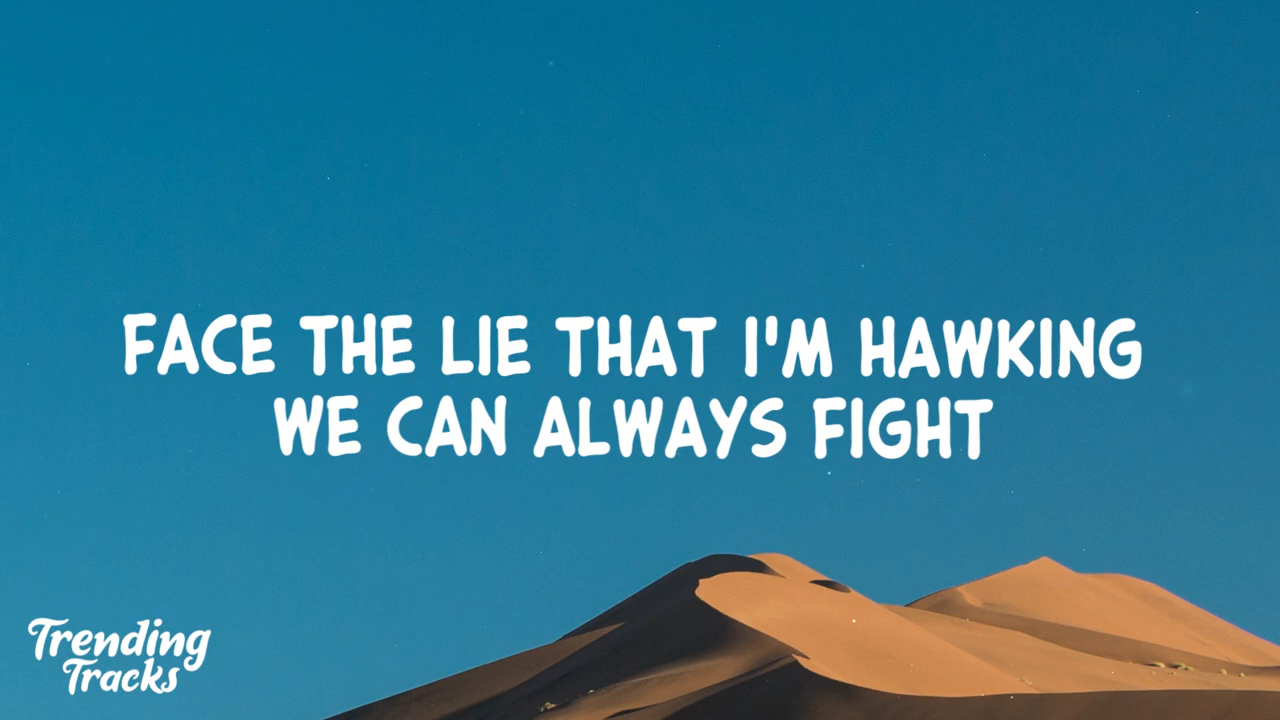 FACE THE LIE THAT I'M HAWKING
WE CAN ALWAYS FIGHT
Trending
Tracks